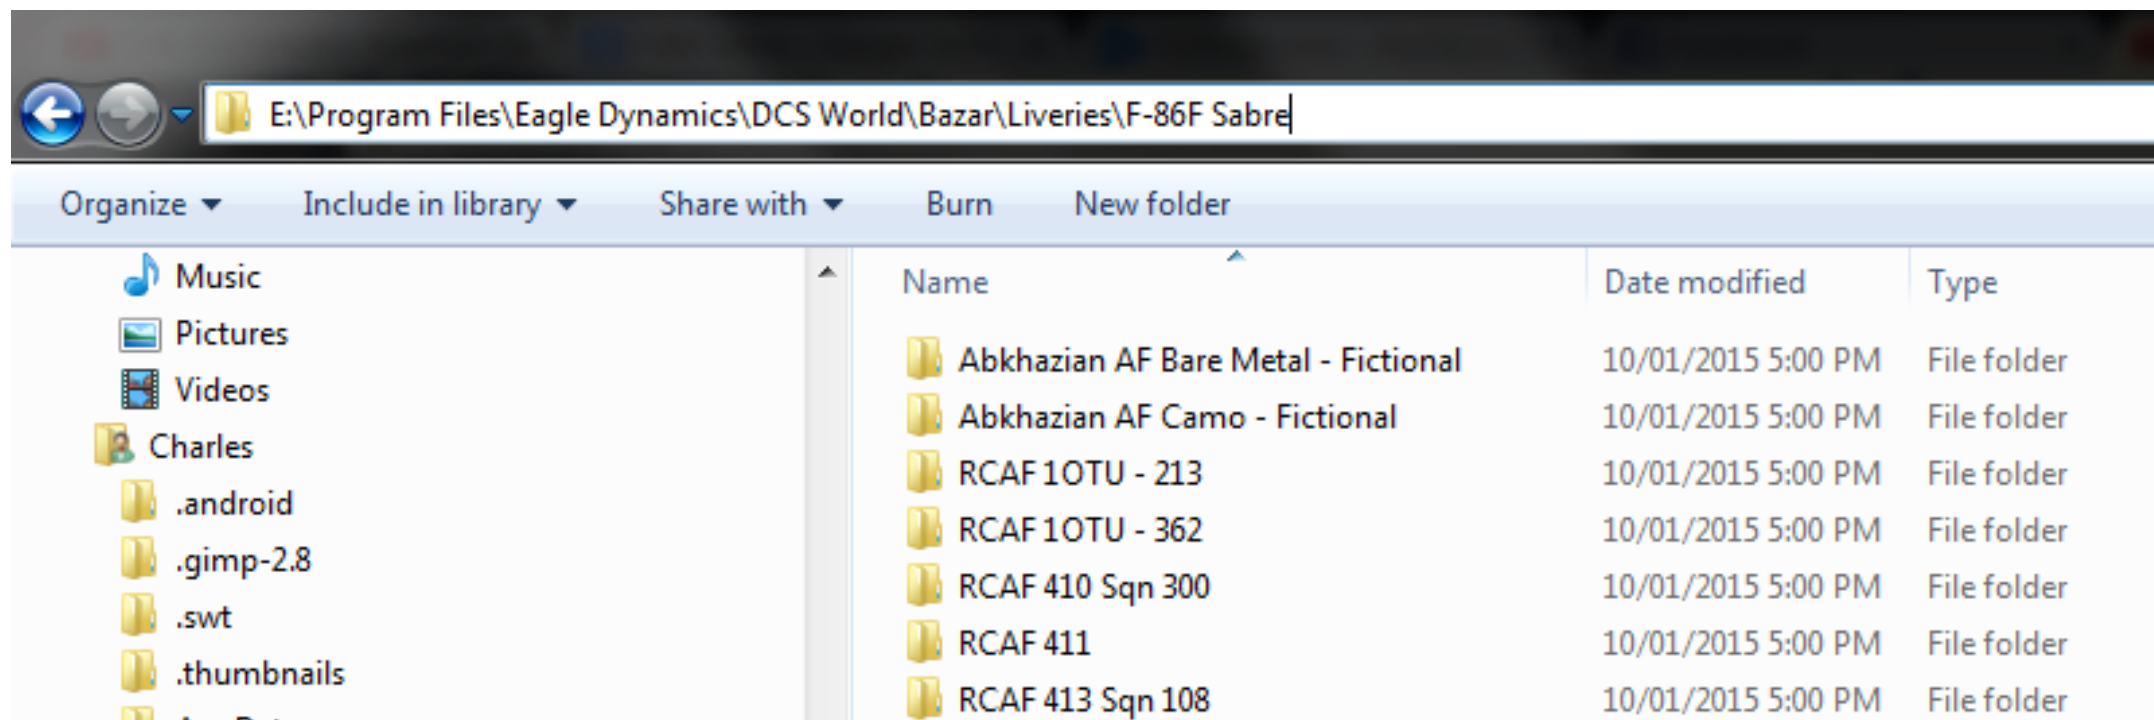 E:\Program Files\Eagle Dynamics\DCS World\Bazar\Liveries\F-86F Sabre
Organize Include in library Share with Burn New folder
Music
Pictures
Videos
Charles
.android
.gimp-2.8
.swt
.thumbnails
Name Date modified Type
Abkhazian AF Bare Metal - Fictional 10/01/2015 5:00 PM File folder
Abkhazian AF Camo - Fictional 10/01/2015 5:00 PM File folder
RCAF 1OTU - 213 10/01/2015 5:00 PM File folder
RCAF 1OTU - 362 10/01/2015 5:00 PM File folder
RCAF 410 Sqn 300 10/01/2015 5:00 PM File folder
RCAF 411 10/01/2015 5:00 PM File folder
RCAF 413 Sqn 108 10/01/2015 5:00 PM File folder